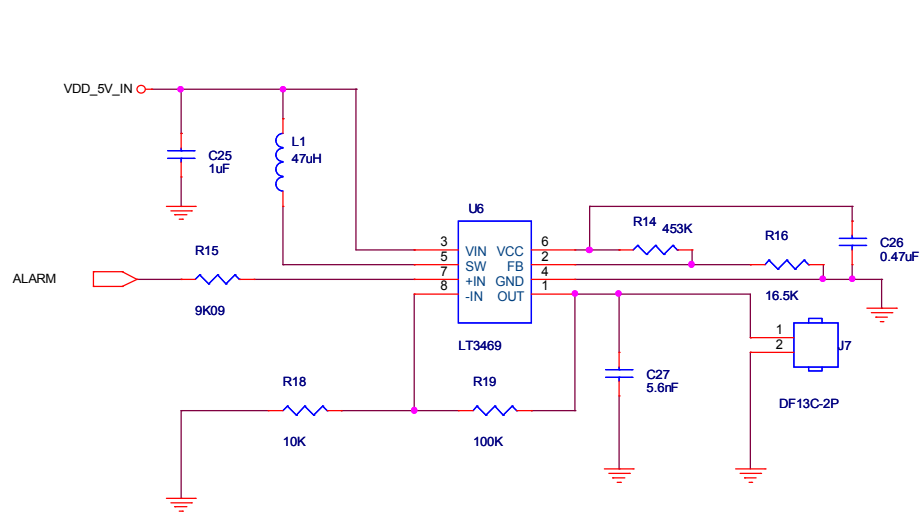 VDD_5V_IN
L1
47uH
C25
1uF
U6
R14
453K
R15
R16
3 VIN VCC 6
5 SW FB 2
7 +IN GND 4
8 -IN OUT 1
C26
0.47uF
ALARM
9K09
16.5K
1
2
J7
LT3469
DF13C-2P
R18
R19
C27
5.6nF
10K
100K